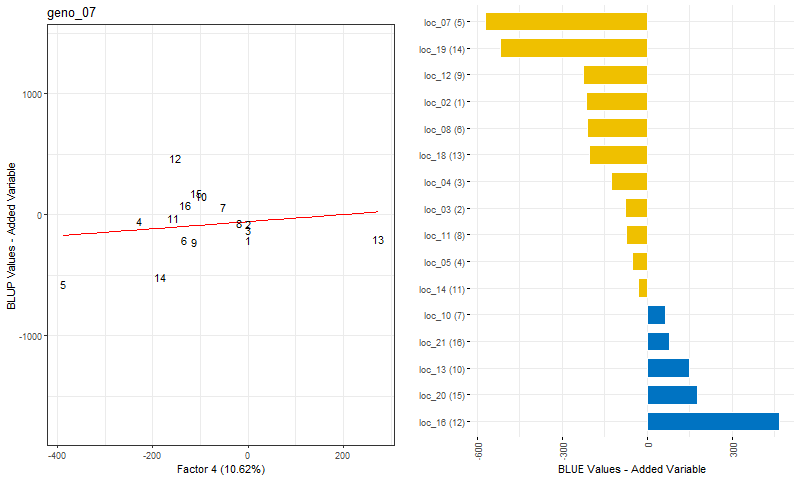 geno_07
BLUP Values - Added Variable
1000
0
-1000
12
15
10
16
7
11
4
8
2
3
6
9
1
13
14
5
-400
-200
0
200
Factor 4 (10.62%)
loc_07 (5)
loc_19 (14)
loc_12 (9)
loc_02 (1)
loc_08 (6)
loc_18 (13)
loc_04 (3)
loc_03 (2)
loc_11 (8)
loc_05 (4)
loc_14 (11)
loc_10 (7)
loc_21 (16)
loc_13 (10)
loc_20 (15)
loc_16 (12)
-600
-300
0
300
BLUE Values - Added Variable